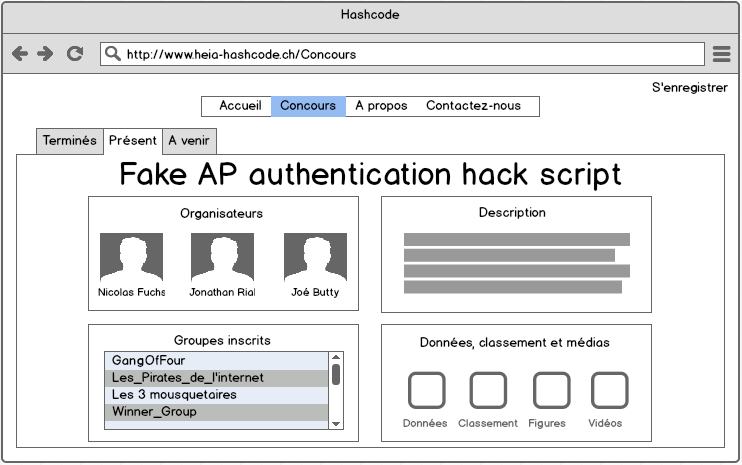 Hashcode
http://www.heia-hashcode.ch/Concours
S'enregistrer
Accueil Concours A propos Contactez-nous
Terminés Présent A venir
Fake AP authentication hack script
Organisateurs
Nicolas Fuchs Jonathan Rial Joé Butty
Description
Groupes inscrits
GangOfFour
Les_Pirates_de_l'internet
Les 3 mousquetaires
Winner_Group
Données, classement et médias
Données Classement Figures Vidéos